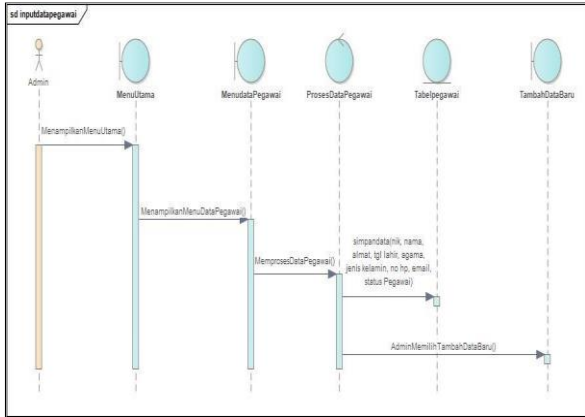 sd inputdatapegawai
Admin
MenuUtama
MenudataPegawai
ProsesDataPegawai
Tabelpegawai
TambahDataBaru
MenampilkanMenuUtama()
MenampilkanMenuDataPegawai()
MemprosesDataPegawai()
simpandata(nik, nama,
almat, tgl lahir, agama,
jenis kelamin, no hp, email,
status Pegawai)
AdminMemilihTambahDataBaru()